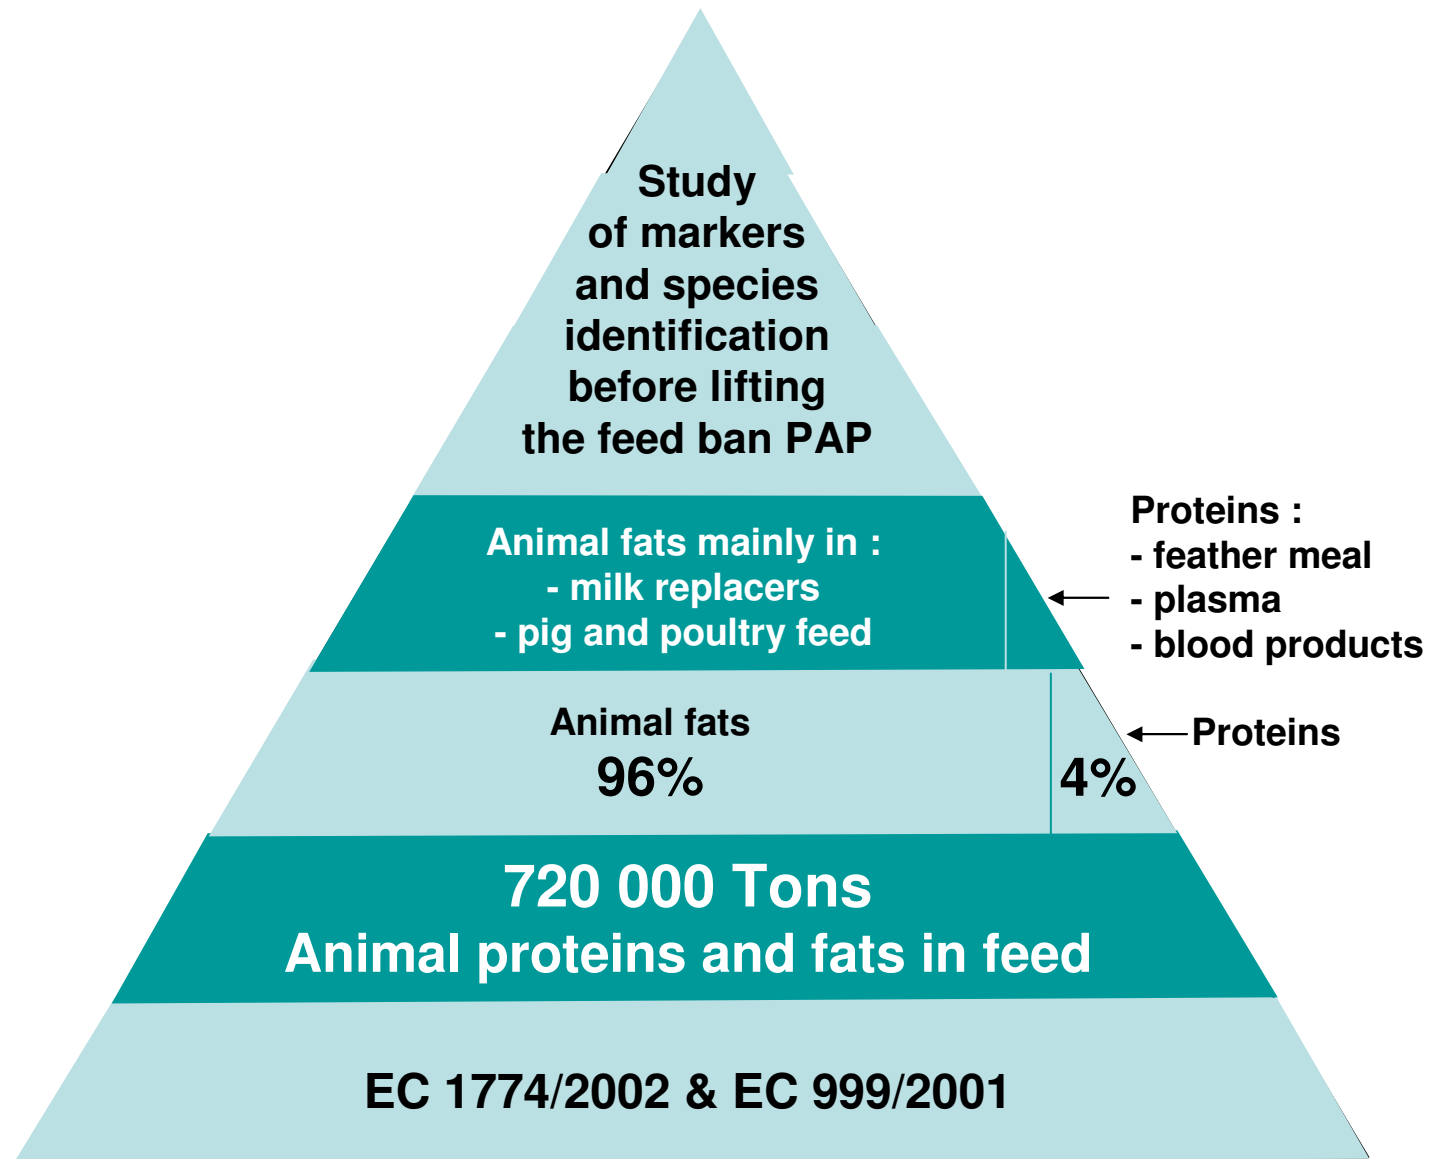 Study
of markers
and species
identification
before lifting
the feed ban PAP
Animal fats mainly in :
- milk replacers
- pig and poultry feed
Proteins :
- feather meal
- plasma
- blood products
Animal fats
96%
4%
Proteins
720 000 Tons
Animal proteins and fats in feed
EC 1774/2002 & EC 999/2001